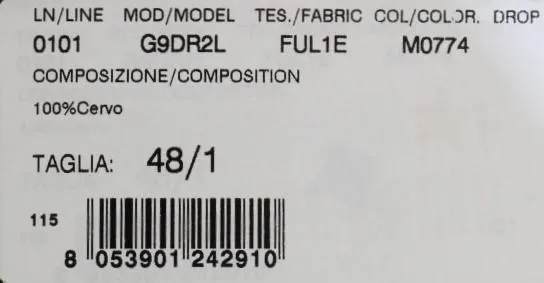 LN/LINE MOD/MODEL TES./FABRIC COL/COLOR. DROP
0101 G9DR2L FUL1E M0774
COMPOSIZIONE/COMPOSITION
100%Cervo
TAGLIA: 48/1
115
8 053901 242910